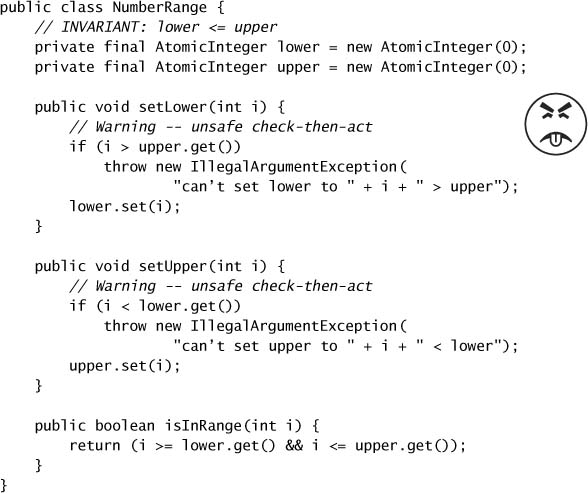 public class NumberRange {
    // INVARIANT: lower <= upper
    private final AtomicInteger lower = new AtomicInteger(0);
    private final AtomicInteger upper = new AtomicInteger(0);

    public void setLower(int i) {
        // Warning -- unsafe check-then-act
        if (i > upper.get())
            throw new IllegalArgumentException(
                    "can’t set lower to " + i + " > upper");
        lower.set(i);
    }

    public void setUpper(int i) {
        // Warning -- unsafe check-then-act
        if (i < lower.get())
            throw new IllegalArgumentException(
                    "can’t set upper to " + i + " < lower");
        upper.set(i);
    }

    public boolean isInRange(int i) {
        return (i >= lower.get() && i <= upper.get());
    }
}